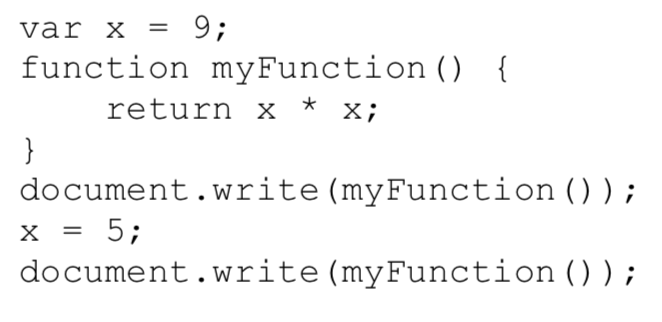 var x = 9;
function myFunction() {
    return x * x;
}
document.write(myFunction());
x = 5;
document.write(myFunction());